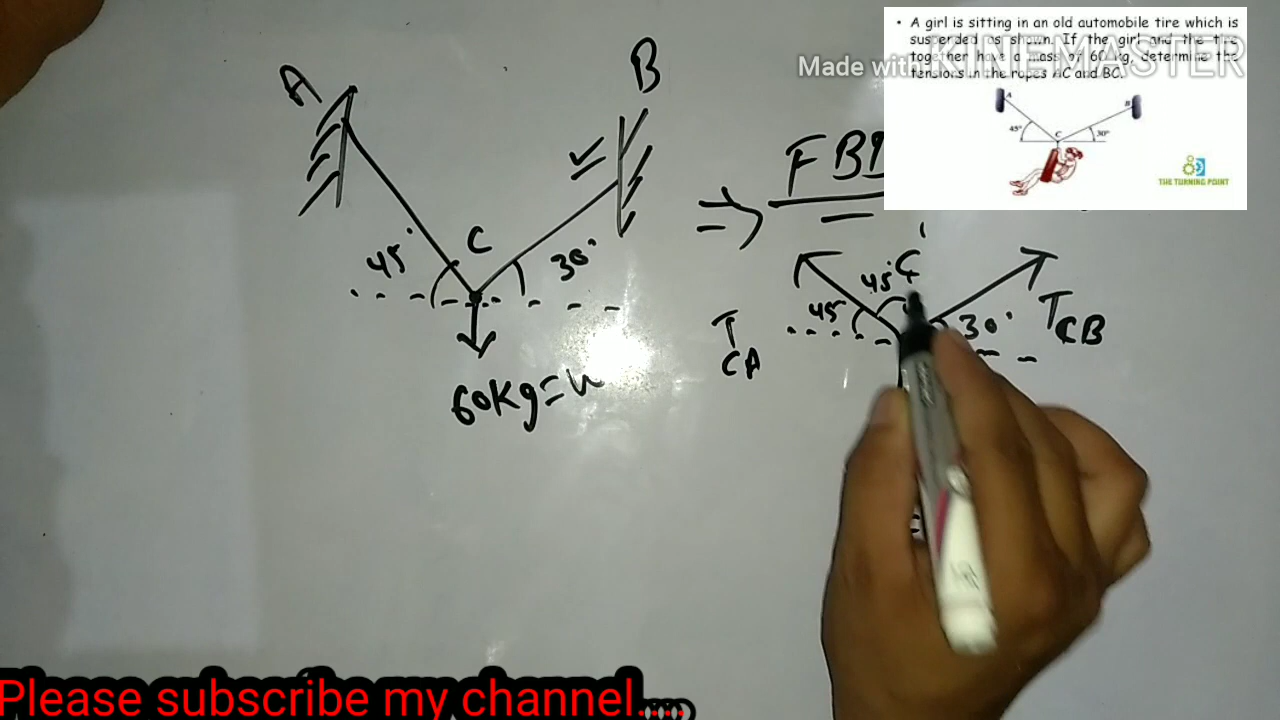 • A girl is sitting in an old automobile tire which is
suspended as shown. If the girl and the tire
together have a mass of 60 kg, determine the
tensions in the ropes AC and BC.
Made with KINEMASTER
A
B
45°
C
30°
THE TURNING POINT
A
B
FBD
45°
C
30°
60Kg=
C
45°
45
30°
T
CA
T
CB
Please subscribe my channel....